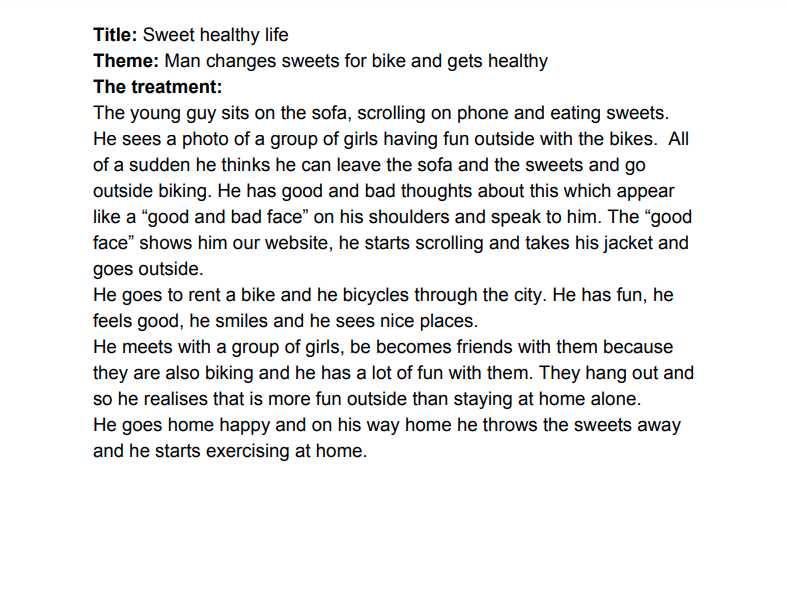 Title: Sweet healthy life
Theme: Man changes sweets for bike and gets healthy
The treatment:
The young guy sits on the sofa, scrolling on phone and eating sweets.
He sees a photo of a group of girls having fun outside with the bikes.  All
of a sudden he thinks he can leave the sofa and the sweets and go
outside biking. He has good and bad thoughts about this which appear
like a “good and bad face” on his shoulders and speak to him. The “good
face” shows him our website, he starts scrolling and takes his jacket and
goes outside.
He goes to rent a bike and he bicycles through the city. He has fun, he
feels good, he smiles and he sees nice places.
He meets with a group of girls, be becomes friends with them because
they are also biking and he has a lot of fun with them. They hang out and
so he realises that is more fun outside than staying at home alone.
He goes home happy and on his way home he throws the sweets away
and he starts exercising at home.